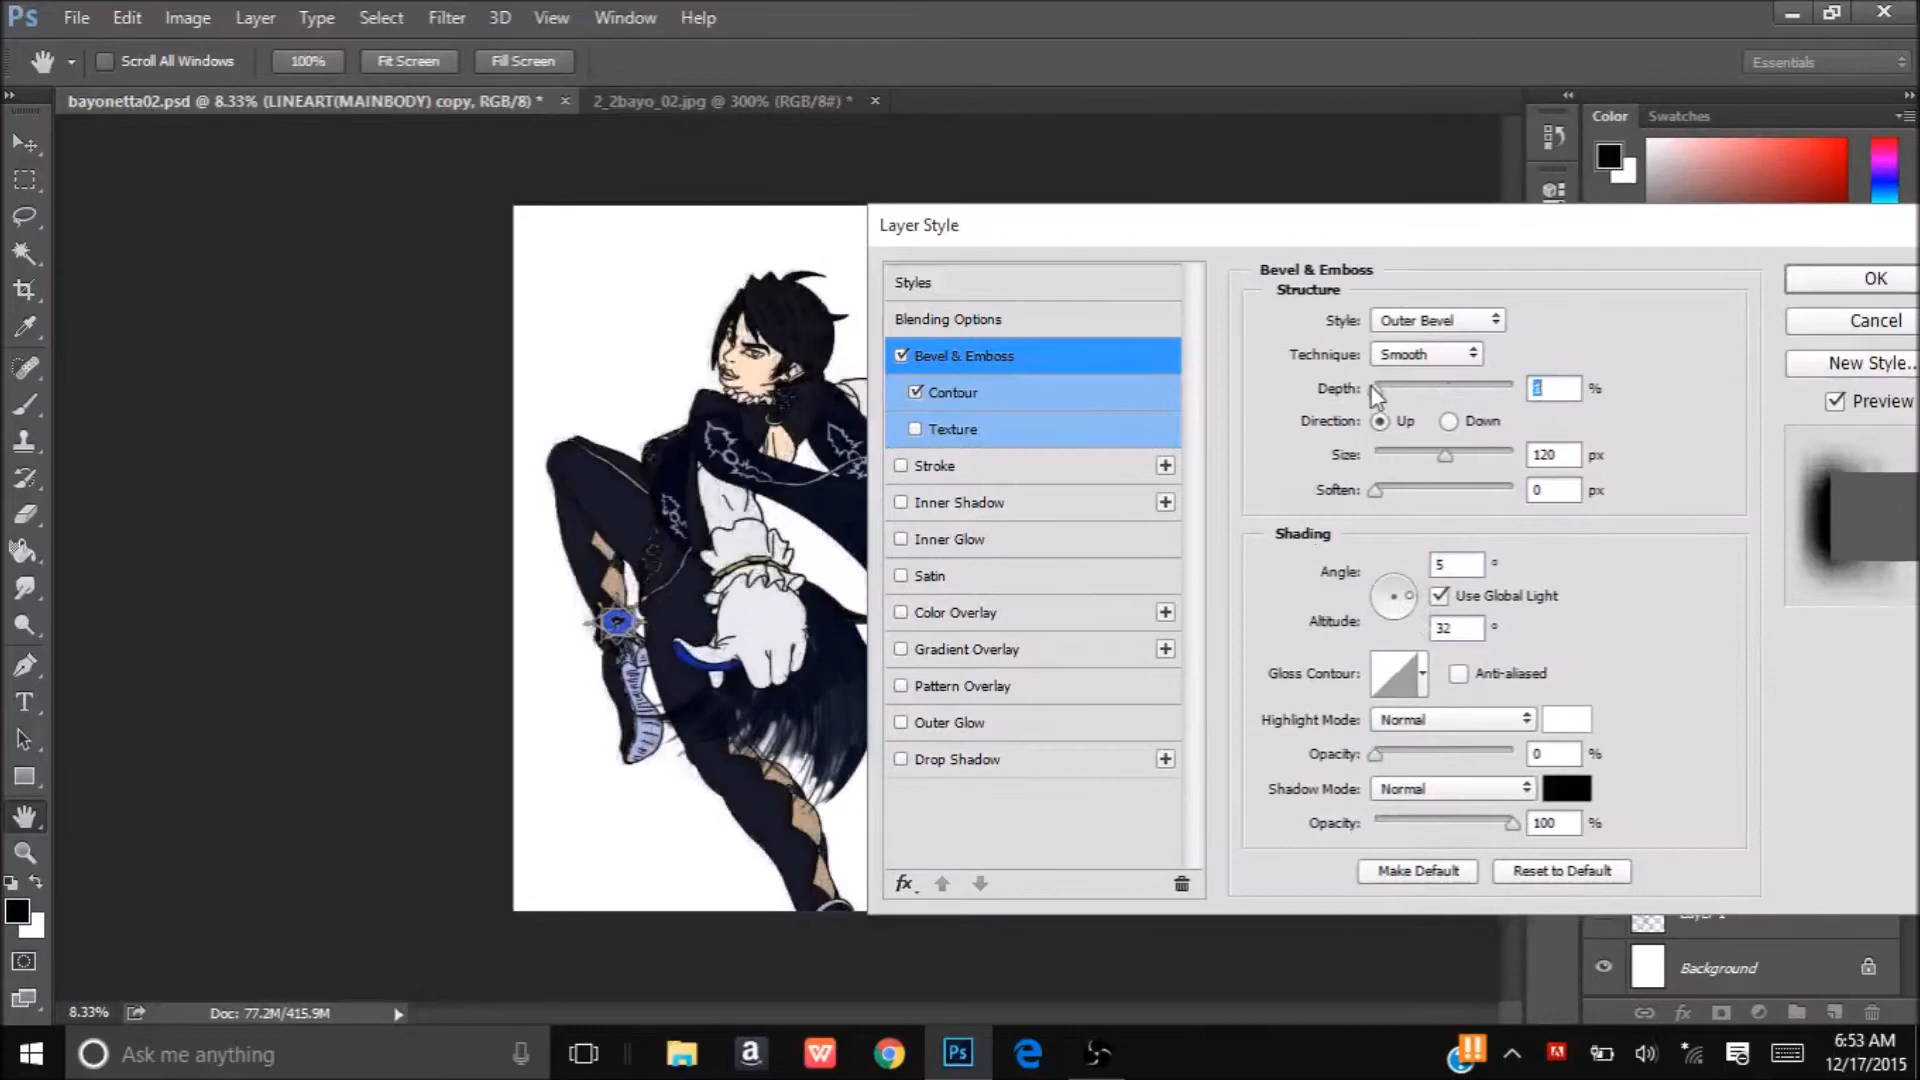 Ps File Edit Image Layer Type Select Filter 3D View Window Help
Scroll All Windows 100% Fit Screen Fill Screen Essentials
bayonetta02.psd @ 8.33% (LINEART(MAINBODY) copy, RGB/8) * 2_2bayo_02.jpg @ 300% (RGB/8#) *
Color Swatches
Layer Style
Styles
Blending Options
Bevel & Emboss
Contour
Texture
Stroke
Inner Shadow
Inner Glow
Satin
Color Overlay
Gradient Overlay
Pattern Overlay
Outer Glow
Drop Shadow
fx
Bevel & Emboss
Structure
Style: Outer Bevel
Technique: Smooth
Depth: %
Direction: Up Down
Size: 120 px
Soften: 0 px
Shading
Angle: 5 °
Use Global Light
Altitude: 32 °
Gloss Contour: Anti-aliased
Highlight Mode: Normal
Opacity: 0 %
Shadow Mode: Normal
Opacity: 100 %
Make Default Reset to Default
OK
Cancel
New Style...
Preview
Background
fx
8.33% Doc: 77.2M/415.9M
Ask me anything
Ps
6:53 AM
12/17/2015